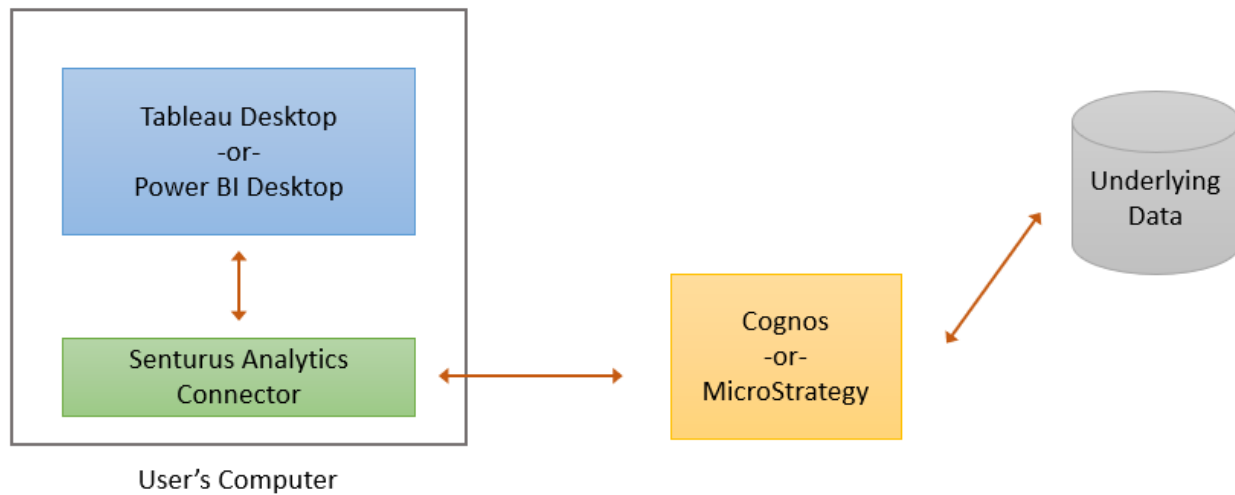 Tableau Desktop
-or-
Power BI Desktop
Senturus Analytics
Connector
User’s Computer
Cognos
-or-
MicroStrategy
Underlying
Data